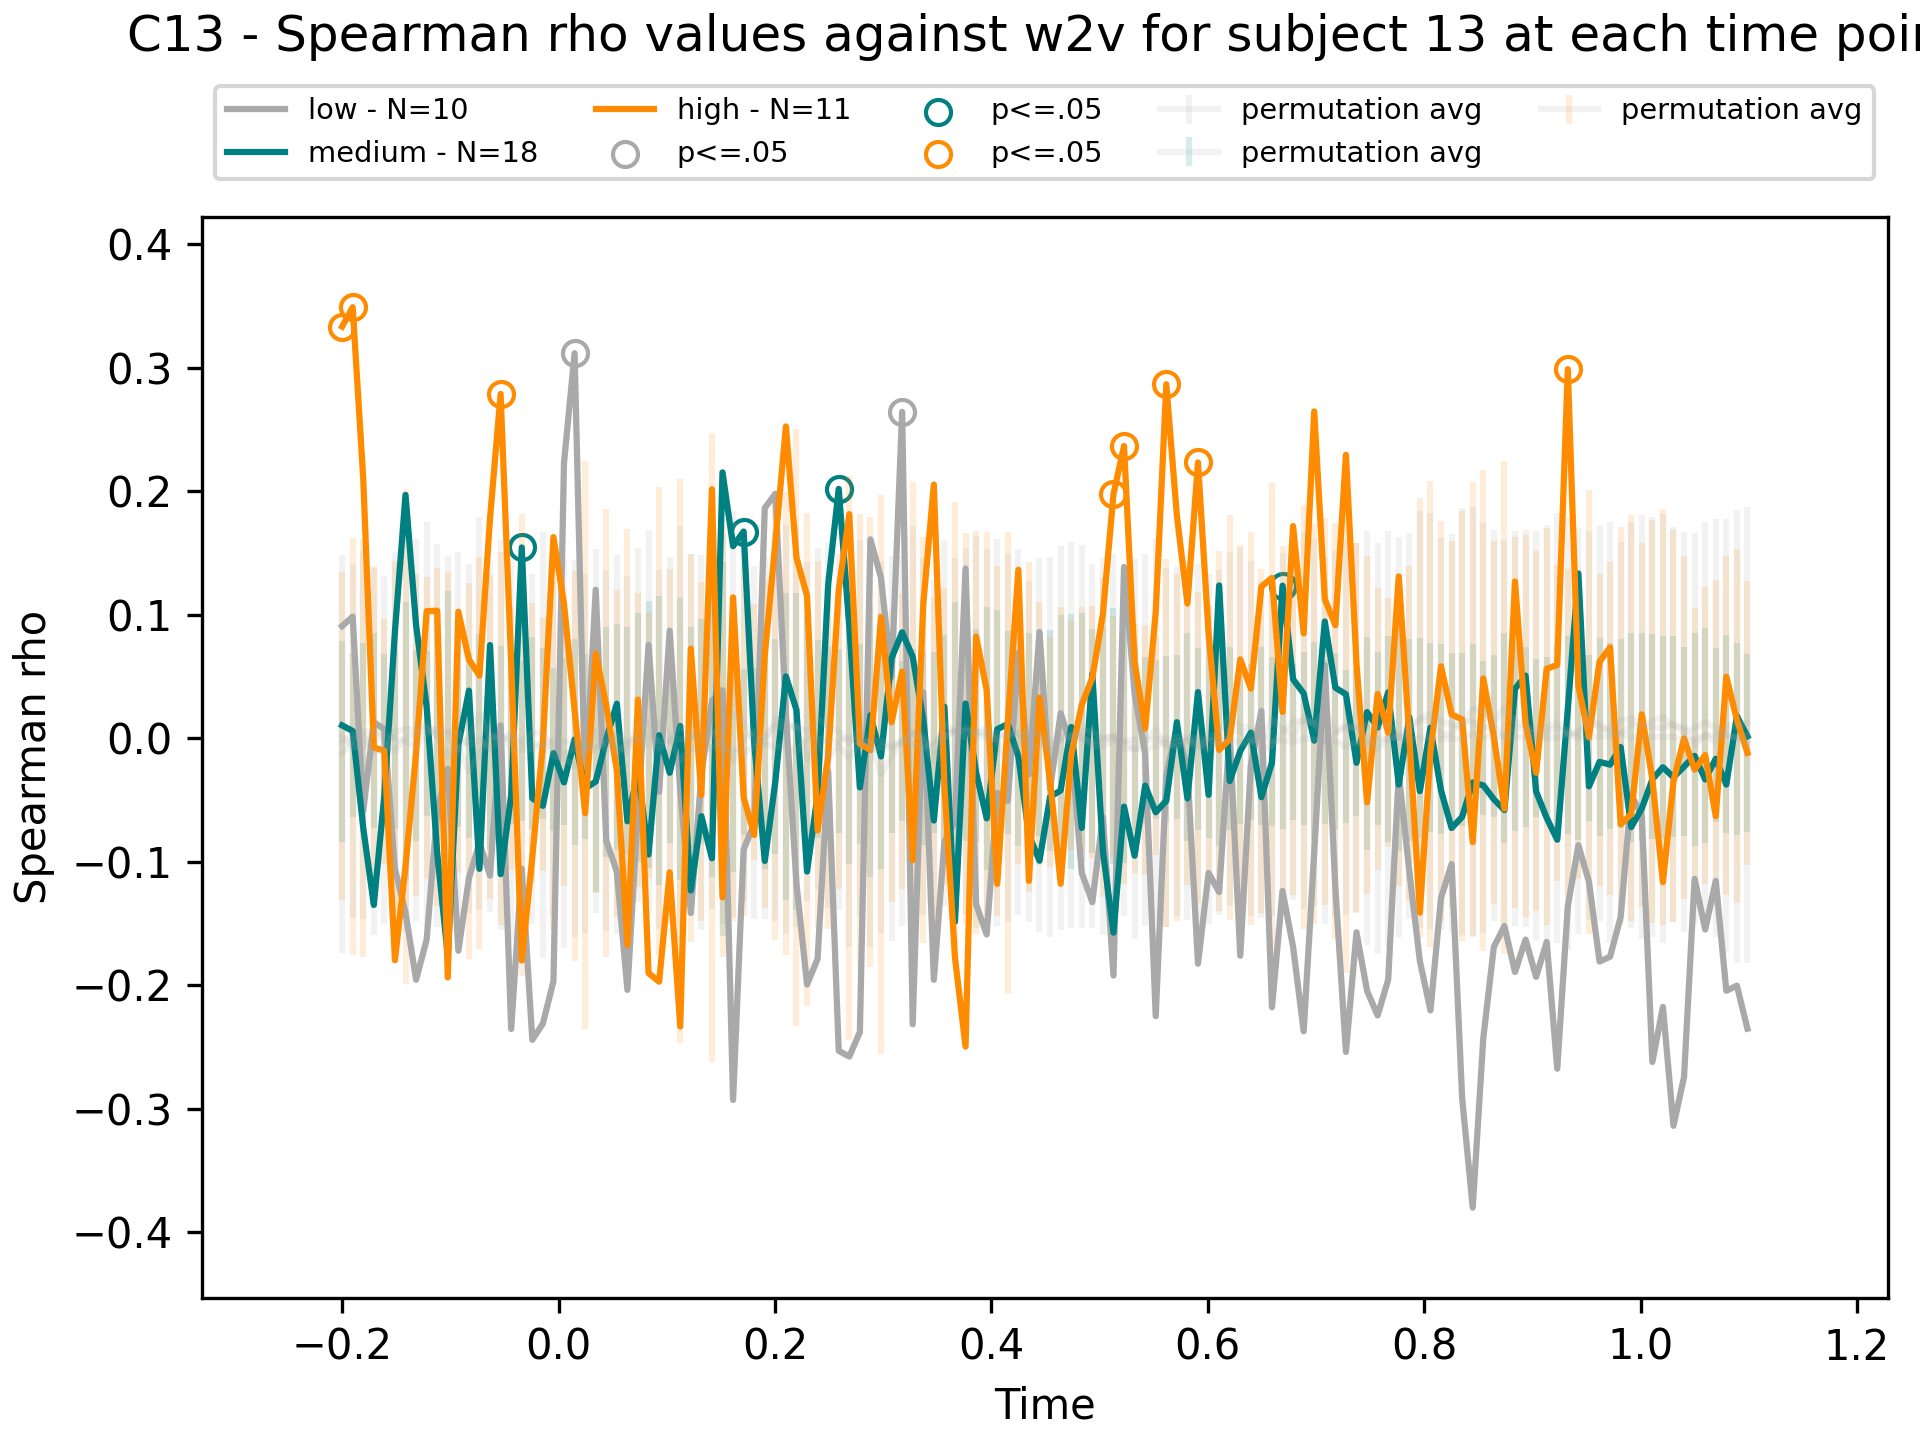 C13 - Spearman rho values against w2v for subject 13 at each time poi
low - N=10
medium - N=18
high - N=11
p<=.05
p<=.05
p<=.05
permutation avg
permutation avg
permutation avg
Spearman rho
0.4
0.3
0.2
0.1
0.0
−0.1
−0.2
−0.3
−0.4
−0.2 0.0 0.2 0.4 0.6 0.8 1.0 1.2
Time